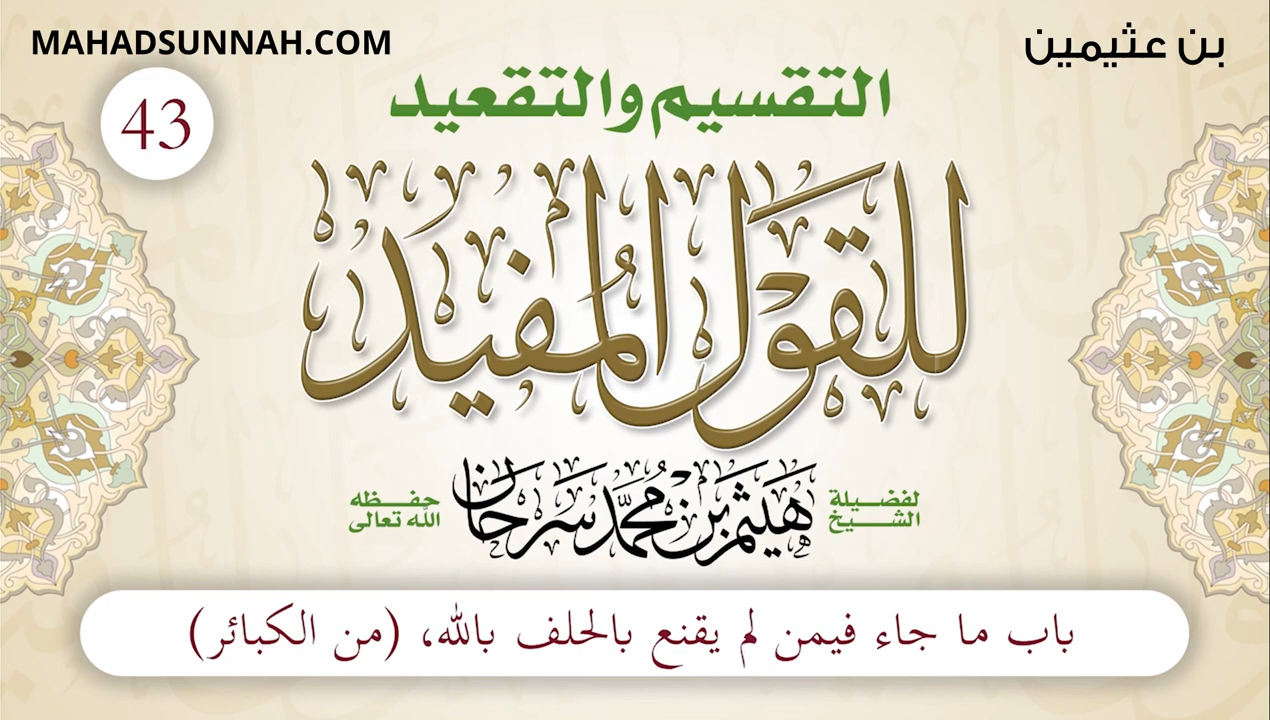 MAHADSUNNAH.COM
بن عثيمين
43
التقسيم والتقعيد
للقول المفيد
لفضيلة الشيخ هيثم بن محمد سرحان حفظه الله تعالى
باب ما جاء فيمن لم يقنع بالحلف بالله، (من الكبائر)